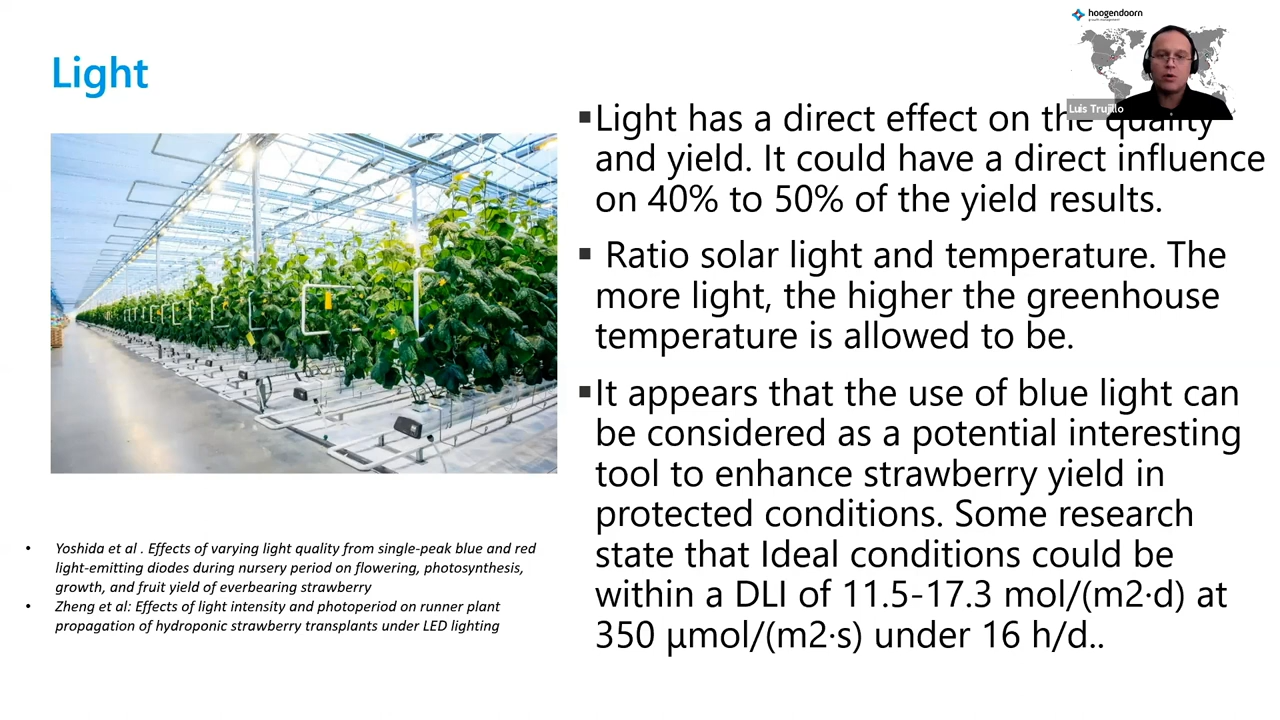 hoogendoorn
growth management
Light
Luis Trujillo
▪Light has a direct effect on the quality
and yield. It could have a direct influence
on 40% to 50% of the yield results.
▪ Ratio solar light and temperature. The
more light, the higher the greenhouse
temperature is allowed to be.
▪It appears that the use of blue light can
be considered as a potential interesting
tool to enhance strawberry yield in
protected conditions. Some research
state that Ideal conditions could be
within a DLI of 11.5-17.3 mol/(m2·d) at
350 μmol/(m2·s) under 16 h/d..
• Yoshida et al . Effects of varying light quality from single-peak blue and red
light-emitting diodes during nursery period on flowering, photosynthesis,
growth, and fruit yield of everbearing strawberry
• Zheng et al: Effects of light intensity and photoperiod on runner plant
propagation of hydroponic strawberry transplants under LED lighting